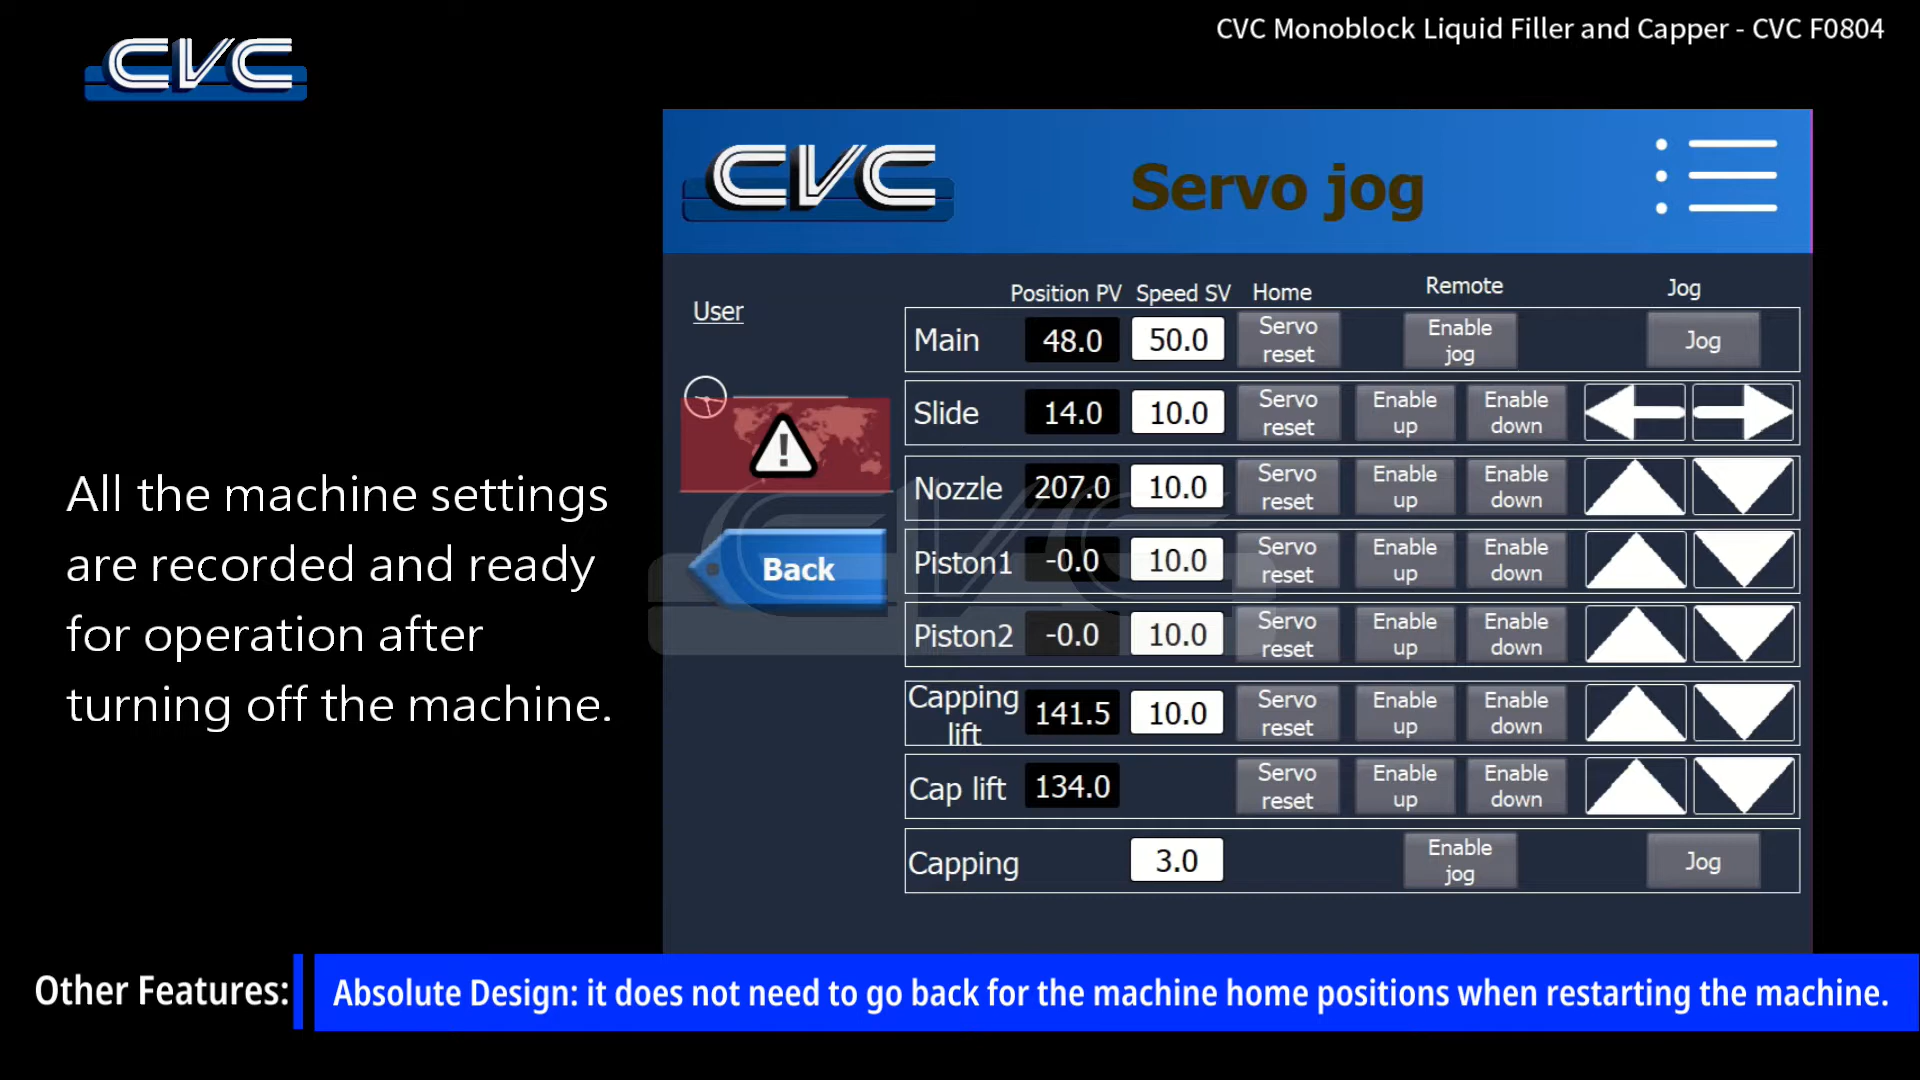 CVC Monoblock Liquid Filler and Capper - CVC F0804
CVC
CVC
Servo jog
User
Back
Position PV Speed SV Home Remote Jog
Main 48.0 50.0 Servo reset Enable jog Jog
Slide 14.0 10.0 Servo reset Enable up Enable down
Nozzle 207.0 10.0 Servo reset Enable up Enable down
Piston1 -0.0 10.0 Servo reset Enable up Enable down
Piston2 -0.0 10.0 Servo reset Enable up Enable down
Capping lift 141.5 10.0 Servo reset Enable up Enable down
Cap lift 134.0 Servo reset Enable up Enable down
Capping 3.0 Enable jog Jog
CVC
All the machine settings
are recorded and ready
for operation after
turning off the machine.
Other Features:
Absolute Design: it does not need to go back for the machine home positions when restarting the machine.